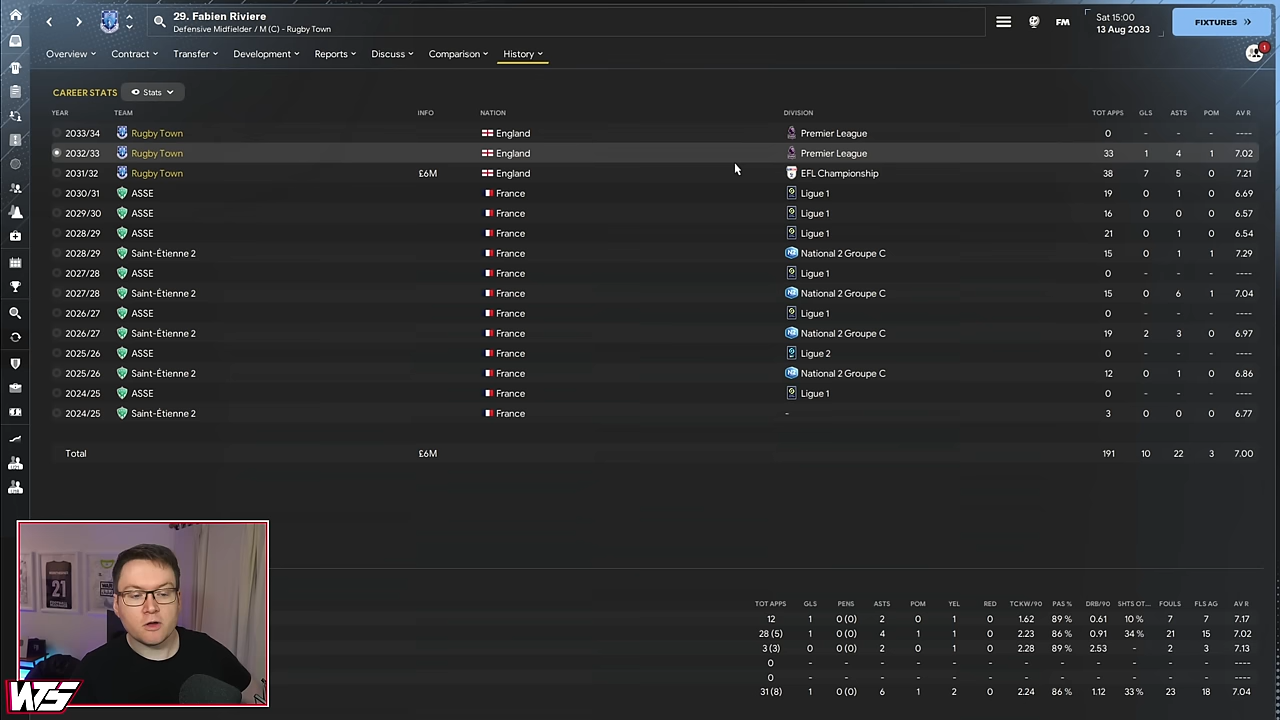 29. Fabien Riviere
Defensive Midfielder / M (C) - Rugby Town
FM
Sat 15:00
13 Aug 2033
FIXTURES
1
Overview Contract Transfer Development Reports Discuss Comparison History
CAREER STATS Stats
YEAR TEAM INFO NATION DIVISION TOT APPS GLS ASTS POM AV R
2033/34 Rugby Town England Premier League 0 - - - ----
2032/33 Rugby Town England Premier League 33 1 4 1 7.02
2031/32 Rugby Town £6M England EFL Championship 38 7 5 0 7.21
2030/31 ASSE France Ligue 1 19 0 1 0 6.69
2029/30 ASSE France Ligue 1 16 0 0 0 6.57
2028/29 ASSE France Ligue 1 21 0 1 0 6.54
2028/29 Saint-Étienne 2 France National 2 Groupe C 15 0 1 1 7.29
2027/28 ASSE France Ligue 1 0 - - - ----
2027/28 Saint-Étienne 2 France National 2 Groupe C 15 0 6 1 7.04
2026/27 ASSE France Ligue 1 0 - - - ----
2026/27 Saint-Étienne 2 France National 2 Groupe C 19 2 3 0 6.97
2025/26 ASSE France Ligue 2 0 - - - ----
2025/26 Saint-Étienne 2 France National 2 Groupe C 12 0 1 0 6.86
2024/25 ASSE France Ligue 1 0 - - - ----
2024/25 Saint-Étienne 2 France - 3 0 0 0 6.77
Total £6M 191 10 22 3 7.00
TOT APPS GLS PENS ASTS POM YEL RED TCKW/90 PAS % DRB/90 SHTS OT... FOULS FLS AG AV R
12 1 0 (0) 2 0 1 0 1.62 89 % 0.61 10 % 7 7 7.17
28 (5) 1 0 (0) 4 1 1 0 2.23 86 % 0.91 34 % 21 15 7.02
3 (3) 0 0 (0) 2 0 1 0 2.28 89 % 2.53 - 2 3 7.13
0 - - - - - - - - - - - - ----
0 - - - - - - - - - - - - ----
31 1 0 (0) 6 1 2 0 2.24 86 % 1.12 33 % 23 18 7.04
21
WTS